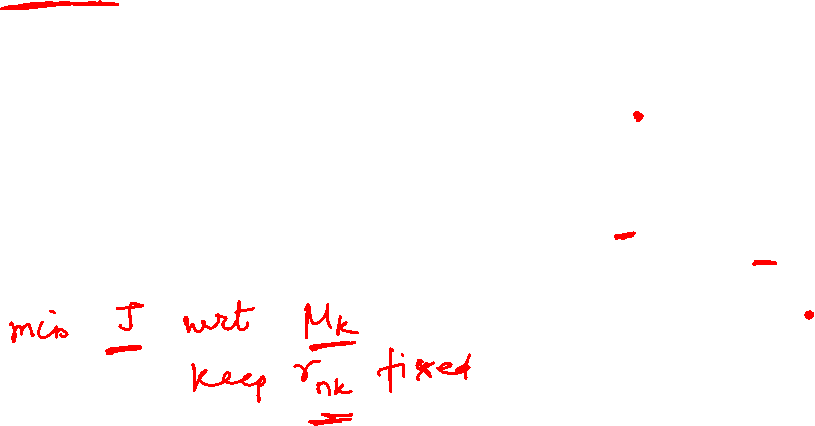 min J wrt μk
keep rnk fixed